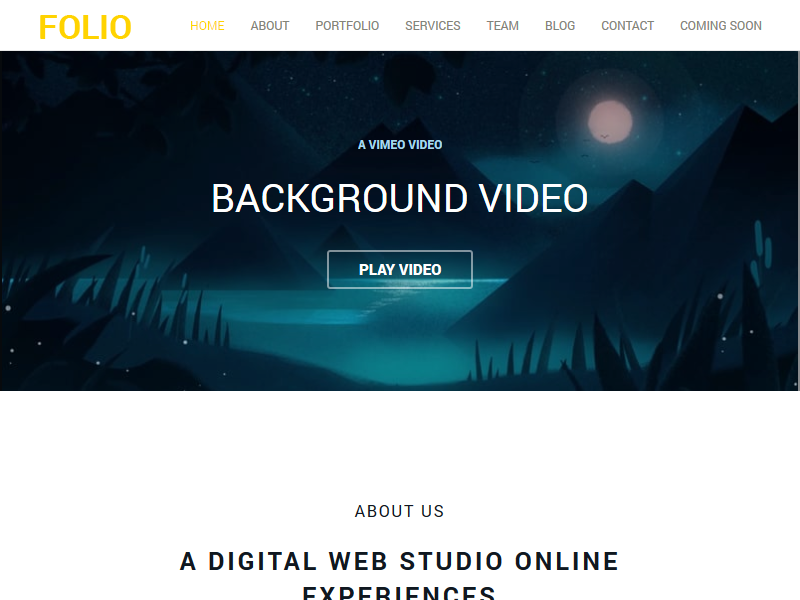 FOLIO HOME ABOUT PORTFOLIO SERVICES TEAM BLOG CONTACT COMING SOON
A VIMEO VIDEO
BACKGROUND VIDEO
PLAY VIDEO
ABOUT US
A DIGITAL WEB STUDIO ONLINE
EXPERIENCES